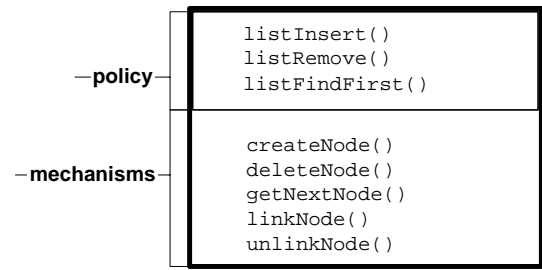 policy
listInsert()
listRemove()
listFindFirst()
mechanisms
createNode()
deleteNode()
getNextNode()
linkNode()
unlinkNode()